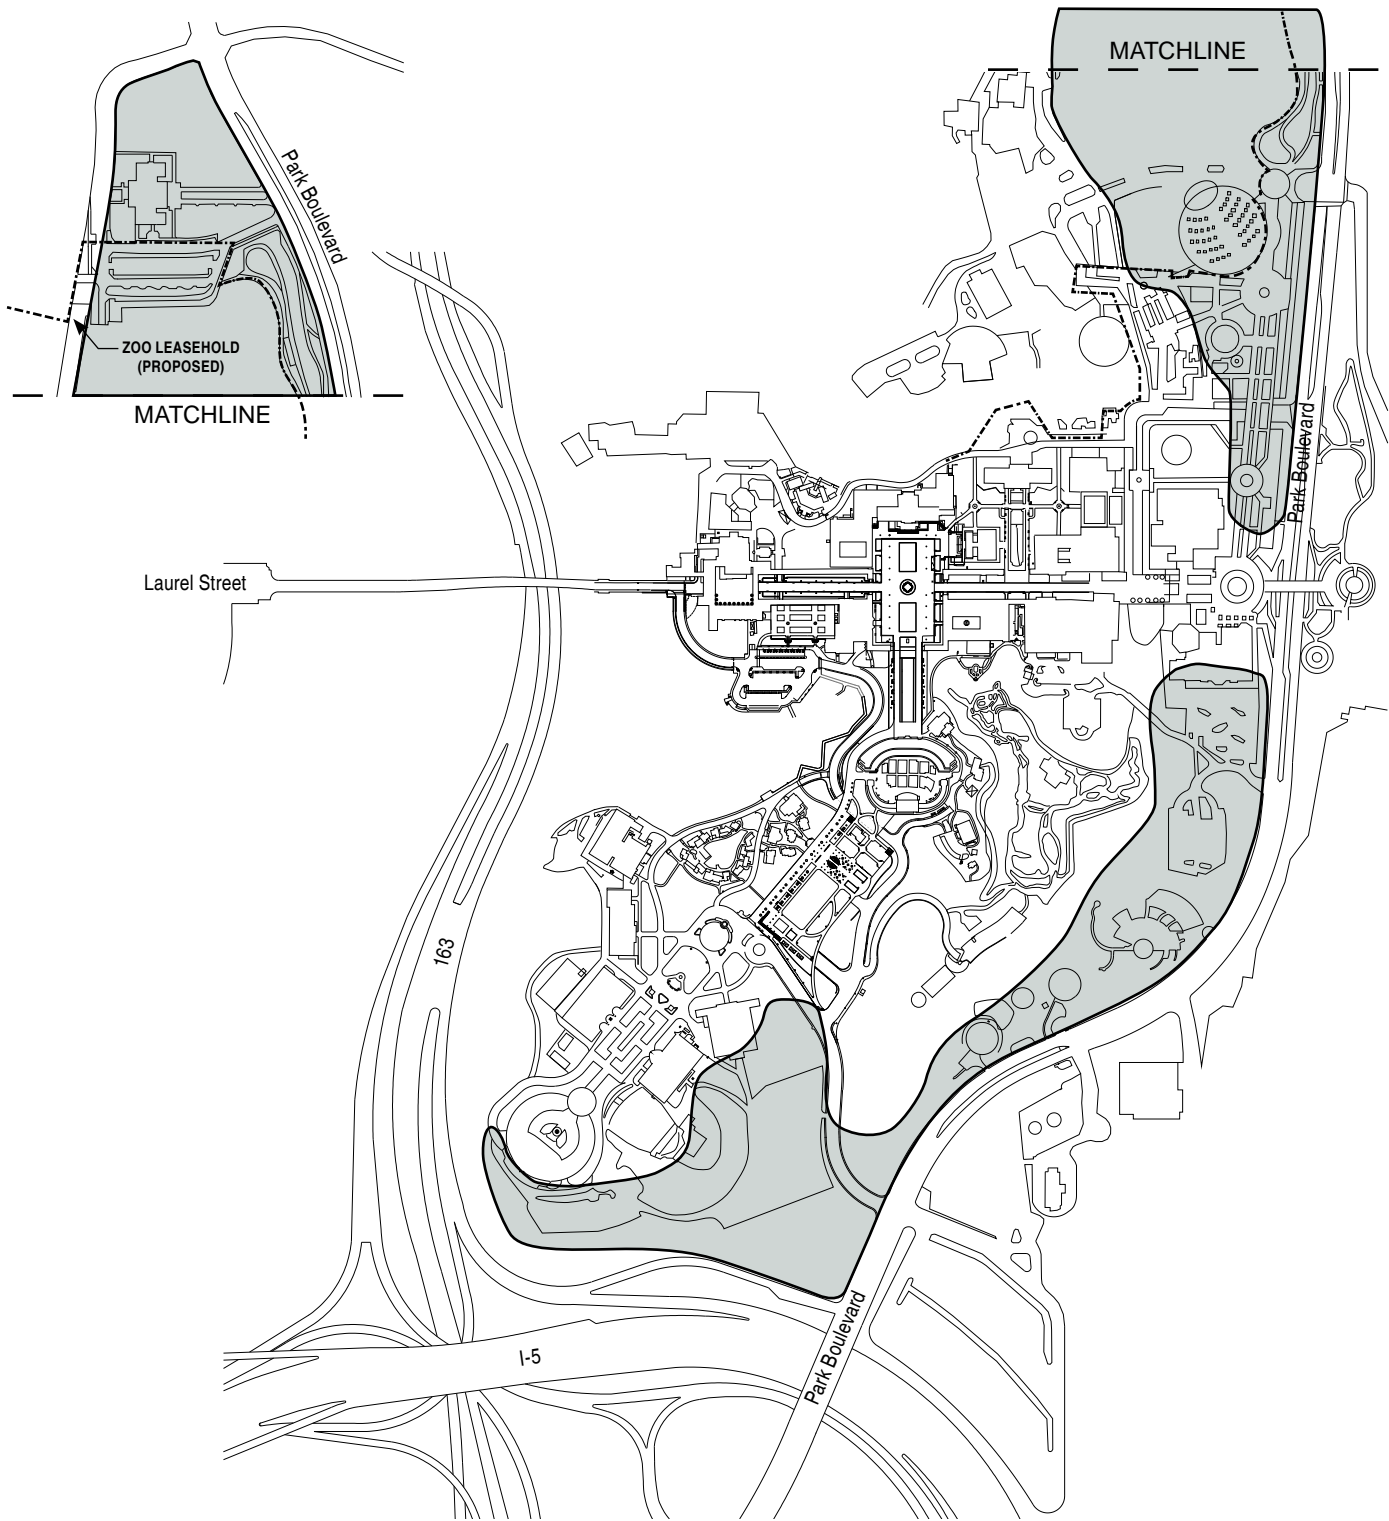 MATCHLINE
Park Boulevard
ZOO LEASEHOLD
(PROPOSED)
MATCHLINE
Park Boulevard
Laurel Street
163
I-5
Park Boulevard